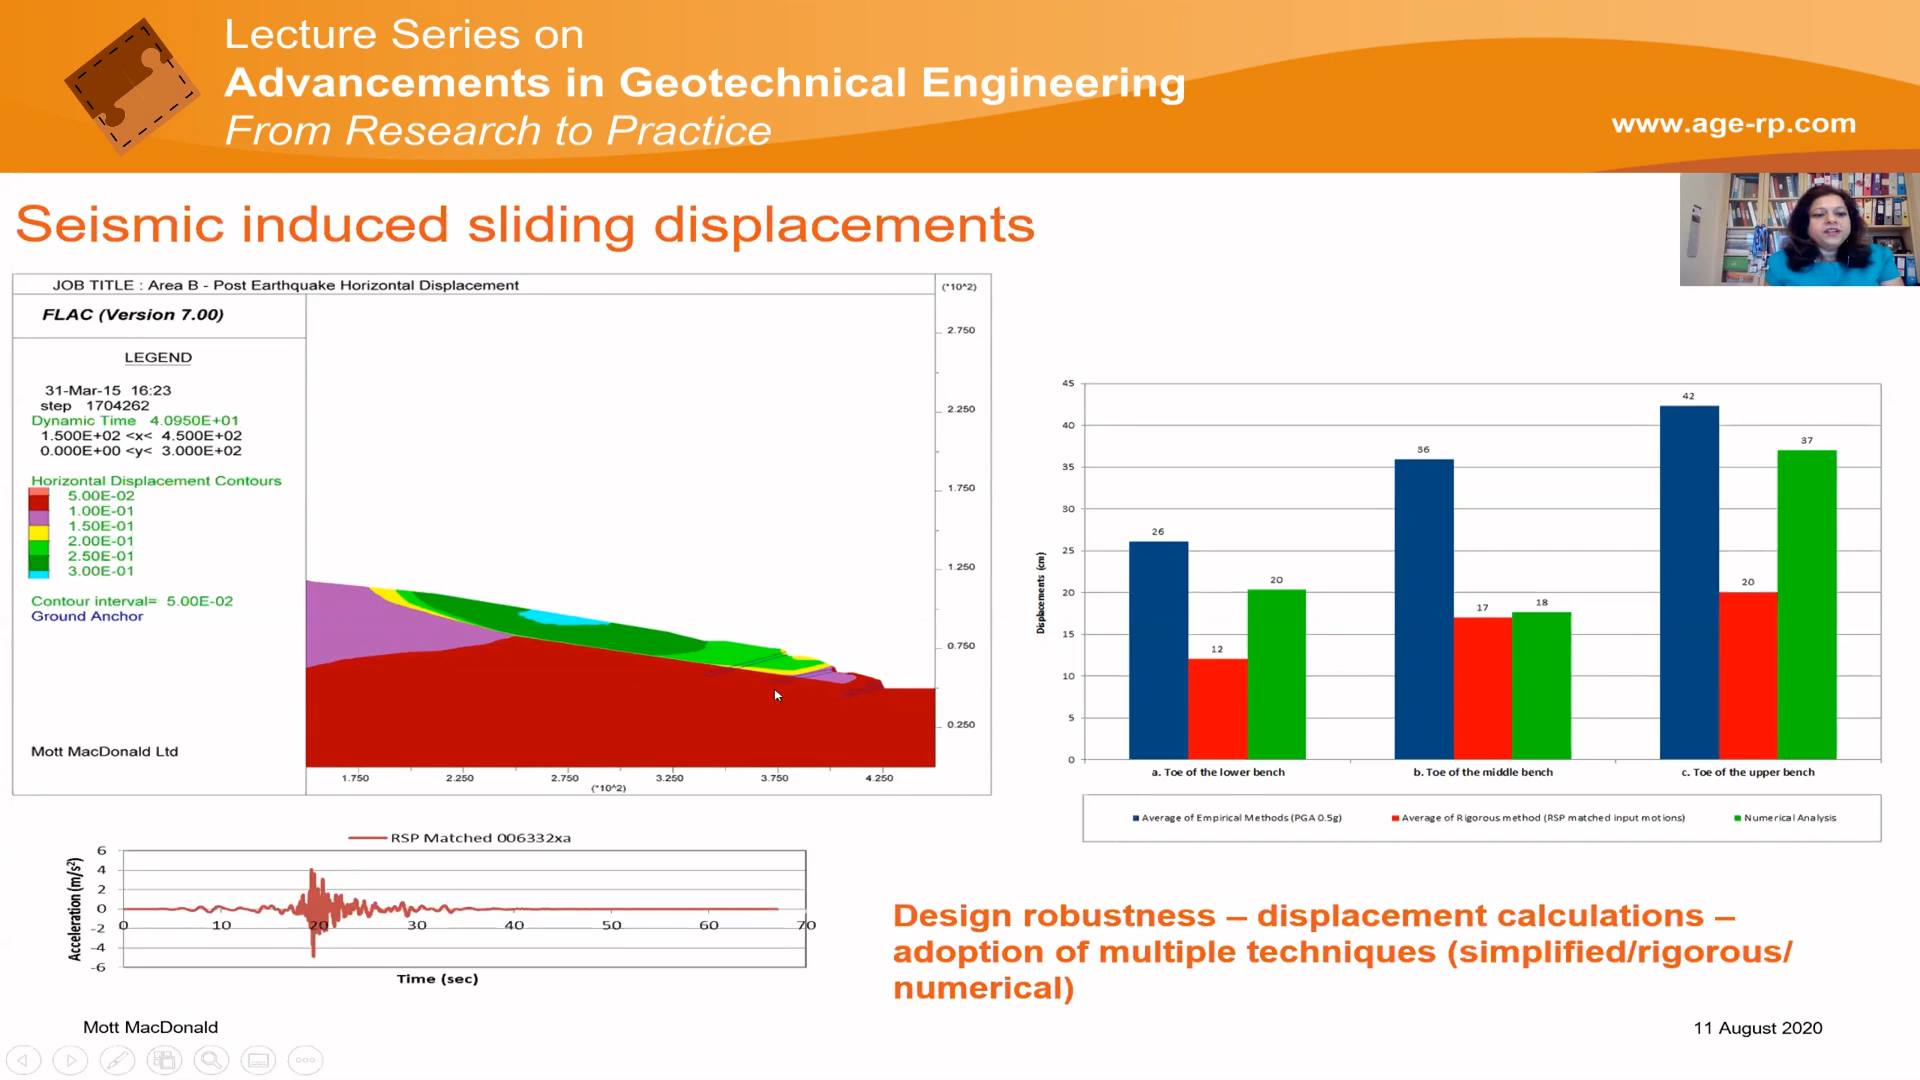 Lecture Series on
Advancements in Geotechnical Engineering
From Research to Practice
www.age-rp.com
Seismic induced sliding displacements
JOB TITLE : Area B - Post Earthquake Horizontal Displacement
(*10^2)
FLAC (Version 7.00)
LEGEND
31-Mar-15 16:23
step 1704262
Dynamic Time 4.0950E+01
1.500E+02 <x< 4.500E+02
0.000E+00 <y< 3.000E+02
Horizontal Displacement Contours
5.00E-02
1.00E-01
1.50E-01
2.00E-01
2.50E-01
3.00E-01
Contour interval= 5.00E-02
Ground Anchor
Mott MacDonald Ltd
2.750
2.250
1.750
1.250
0.750
0.250
1.750 2.250 2.750 3.250 3.750 4.250
(*10^2)
45
40
35
30
25
20
15
10
5
0
Displacements (cm)
26 12 20
36 17 18
42 20 37
a. Toe of the lower bench b. Toe of the middle bench c. Toe of the upper bench
Average of Empirical Methods (PGA 0.5g) Average of Rigorous method (RSP matched input motions) Numerical Analysis
RSP Matched 006332xa
Acceleration (m/s²)
6
4
2
0
-2
-4
-6
0 10 20 30 40 50 60 70
Time (sec)
Design robustness – displacement calculations –
adoption of multiple techniques (simplified/rigorous/
numerical)
Mott MacDonald
11 August 2020